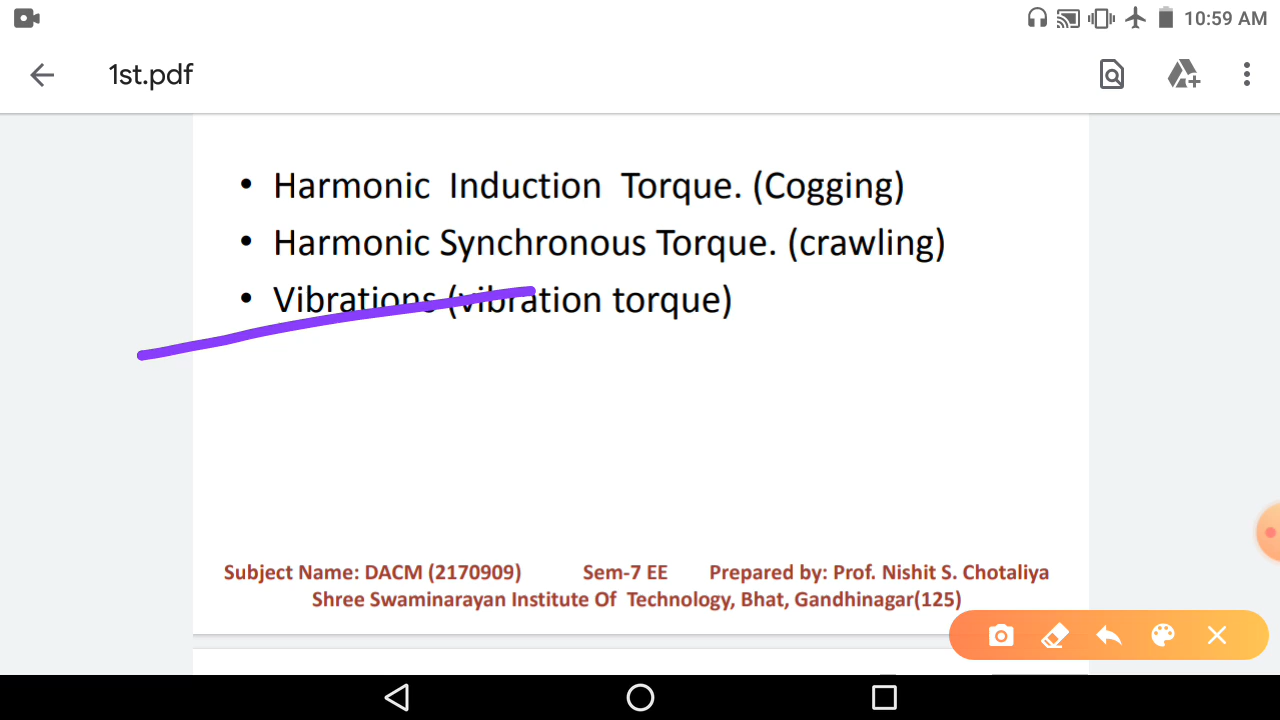 10:59 AM
1st.pdf
• Harmonic Induction Torque. (Cogging)
• Harmonic Synchronous Torque. (crawling)
• Vibrations (vibration torque)
Subject Name: DACM (2170909) Sem-7 EE Prepared by: Prof. Nishit S. Chotaliya
Shree Swaminarayan Institute Of Technology, Bhat, Gandhinagar(125)